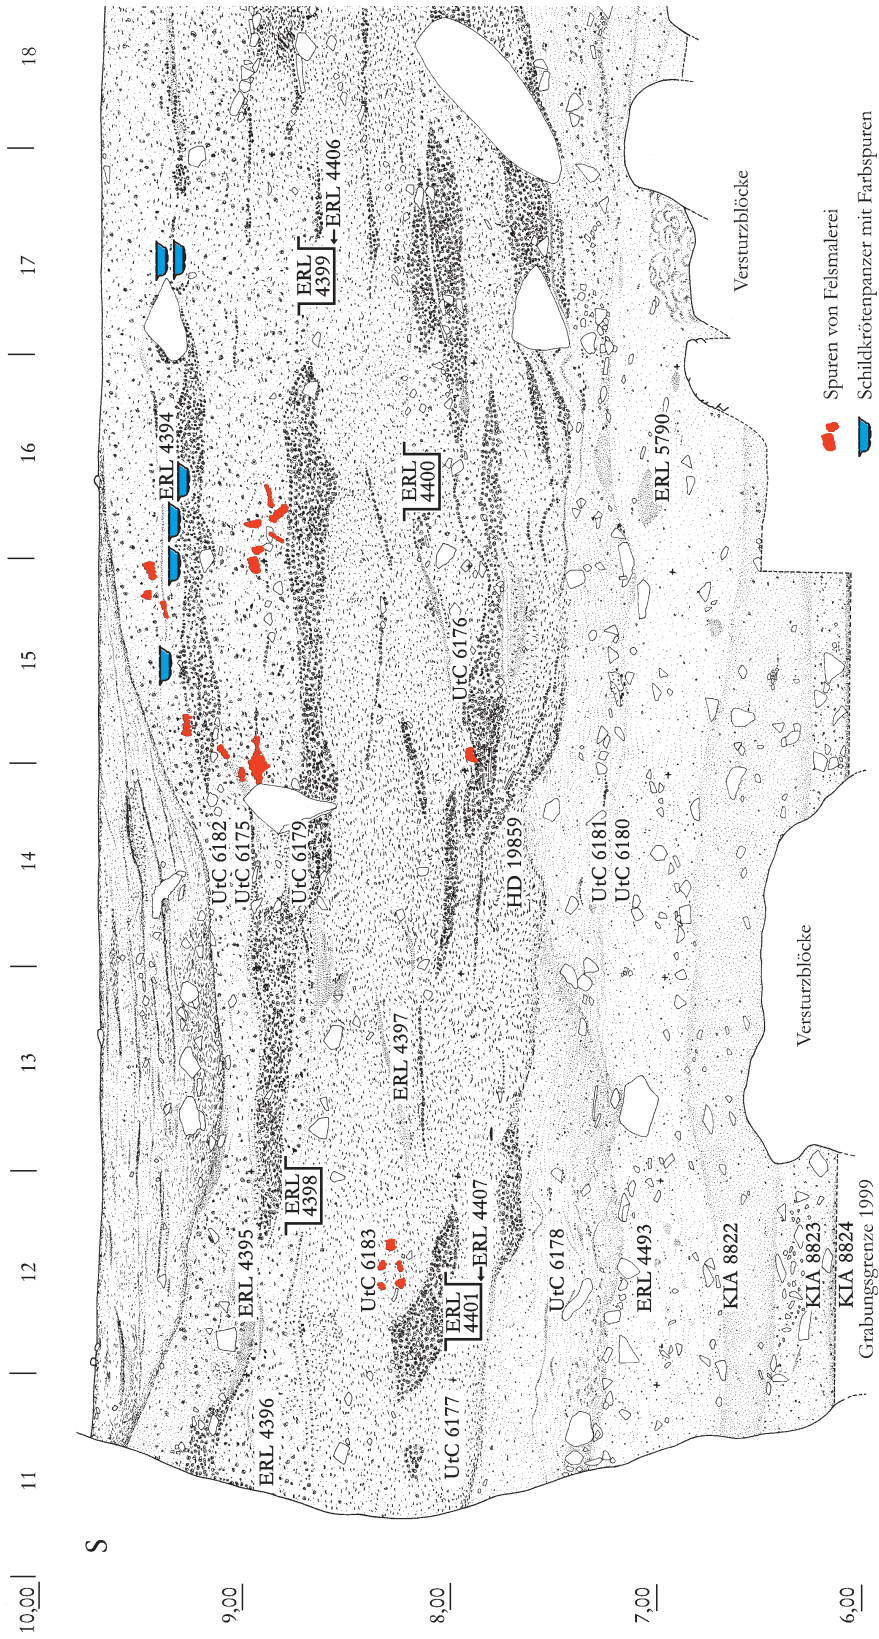 10,00
9,00
8,00
7,00
6,00
S
11
12
13
14
15
16
17
18
ERL 4394
ERL 4395
ERL 4396
UtC 6182
UtC 6175
UtC 6179
ERL
4398
ERL
4399
ERL 4406
ERL 4397
UtC 6183
ERL
4400
ERL
4401
ERL 4407
UtC 6176
UtC 6177
HD 19859
UtC 6178
UtC 6181
UtC 6180
ERL 4493
ERL 5790
KIA 8822
KIA 8823
KIA 8824
Grabungsgrenze 1999
Versturzblöcke
Versturzblöcke
Spuren von Felsmalerei
Schildkrötenpanzer mit Farbspuren